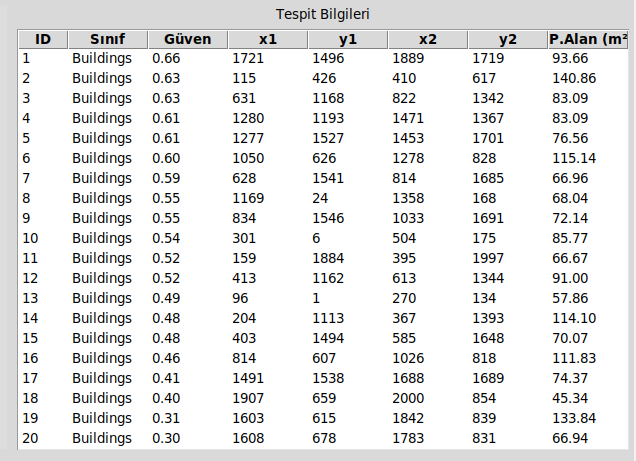 Tespit Bilgileri
ID Sınıf Güven x1 y1 x2 y2 P.Alan (m²
1 Buildings 0.66 1721 1496 1889 1719 93.66
2 Buildings 0.63 115 426 410 617 140.86
3 Buildings 0.63 631 1168 822 1342 83.09
4 Buildings 0.61 1280 1193 1471 1367 83.09
5 Buildings 0.61 1277 1527 1453 1701 76.56
6 Buildings 0.60 1050 626 1278 828 115.14
7 Buildings 0.59 628 1541 814 1685 66.96
8 Buildings 0.55 1169 24 1358 168 68.04
9 Buildings 0.55 834 1546 1033 1691 72.14
10 Buildings 0.54 301 6 504 175 85.77
11 Buildings 0.52 159 1884 395 1997 66.67
12 Buildings 0.52 413 1162 613 1344 91.00
13 Buildings 0.49 96 1 270 134 57.86
14 Buildings 0.48 204 1113 367 1393 114.10
15 Buildings 0.48 403 1494 585 1648 70.07
16 Buildings 0.46 814 607 1026 818 111.83
17 Buildings 0.41 1491 1538 1688 1689 74.37
18 Buildings 0.40 1907 659 2000 854 45.34
19 Buildings 0.31 1603 615 1842 839 133.84
20 Buildings 0.30 1608 678 1783 831 66.94